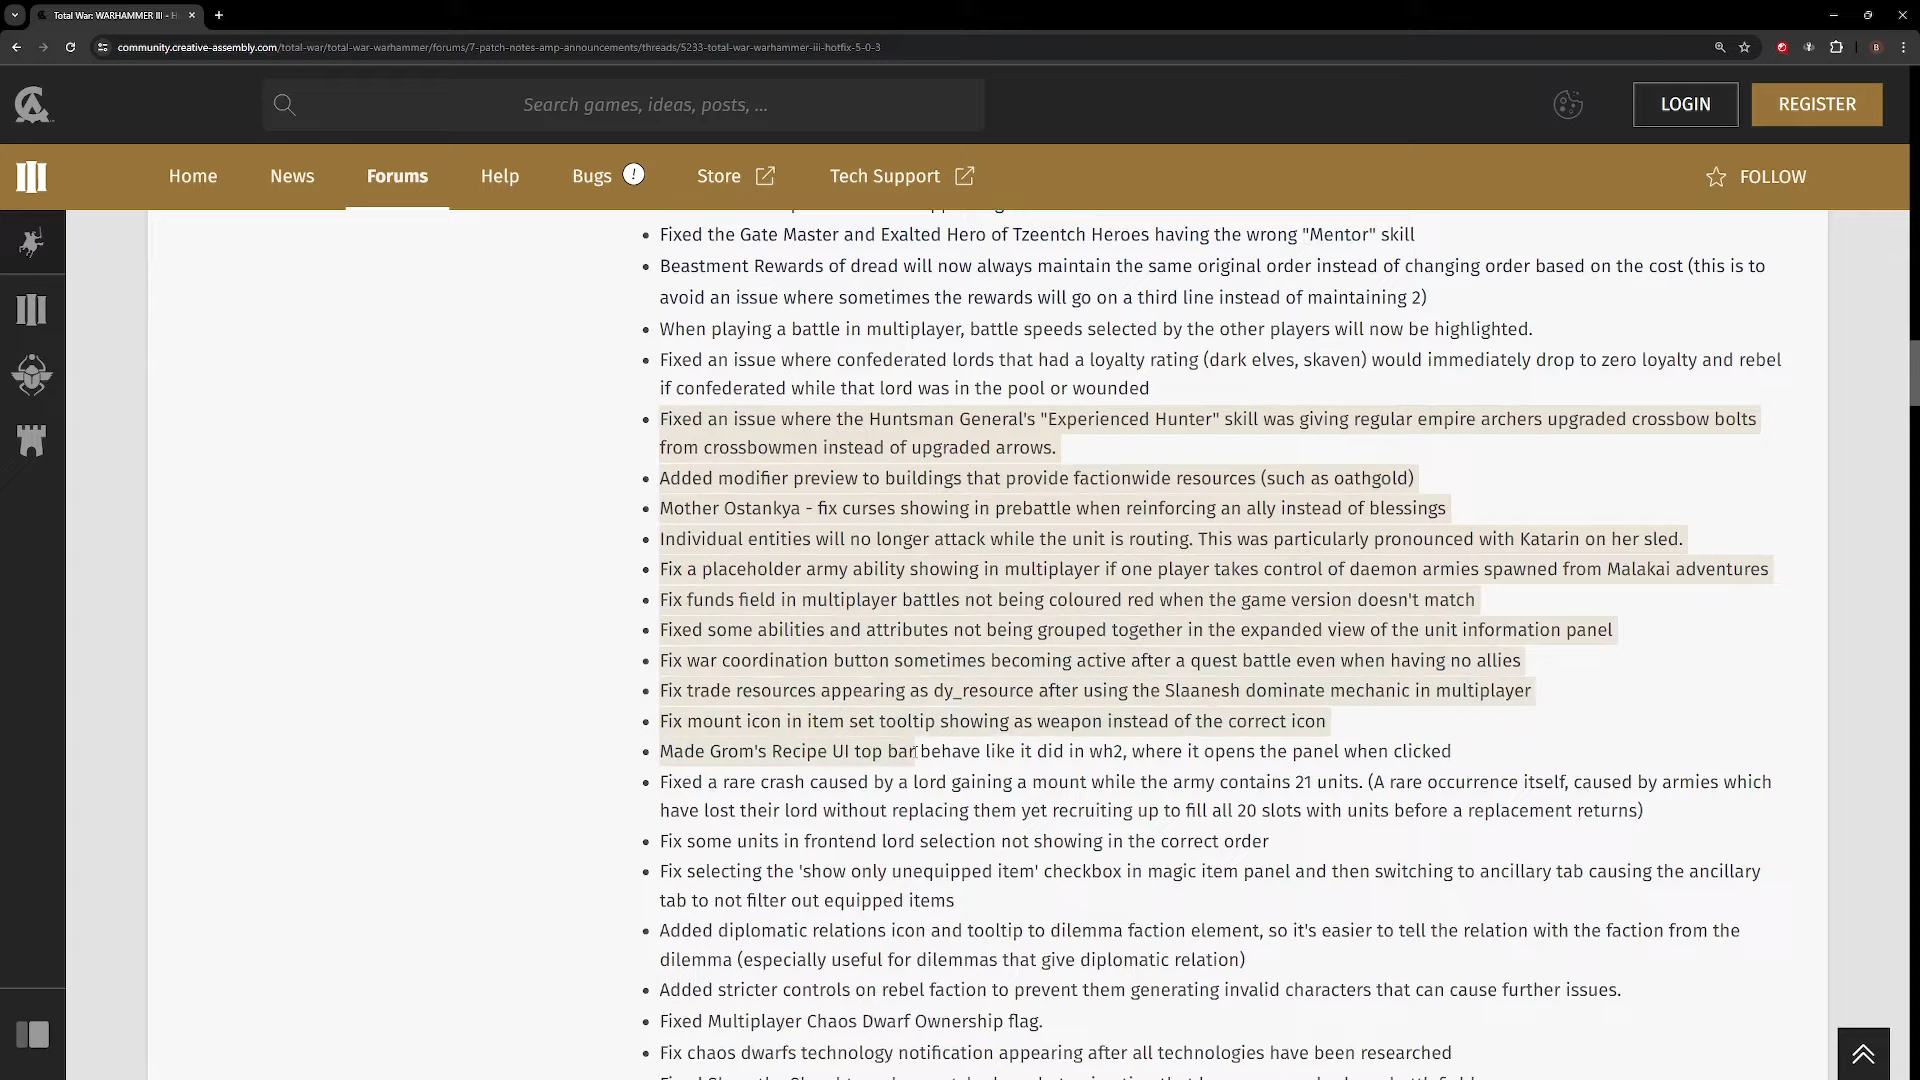 Total War: WARHAMMER III - H
community.creative-assembly.com/total-war/total-war-warhammer/forums/7-patch-notes-amp-announcements/threads/5233-total-war-warhammer-iii-hotfix-5-0-3
B
Search games, ideas, posts, ...
LOGIN
REGISTER
Home
News
Forums
Help
Bugs
!
Store
Tech Support
FOLLOW
Fixed the Gate Master and Exalted Hero of Tzeentch Heroes having the wrong "Mentor" skill
Beastment Rewards of dread will now always maintain the same original order instead of changing order based on the cost (this is to
avoid an issue where sometimes the rewards will go on a third line instead of maintaining 2)
When playing a battle in multiplayer, battle speeds selected by the other players will now be highlighted.
Fixed an issue where confederated lords that had a loyalty rating (dark elves, skaven) would immediately drop to zero loyalty and rebel
if confederated while that lord was in the pool or wounded
Fixed an issue where the Huntsman General's "Experienced Hunter" skill was giving regular empire archers upgraded crossbow bolts
from crossbowmen instead of upgraded arrows.
Added modifier preview to buildings that provide factionwide resources (such as oathgold)
Mother Ostankya - fix curses showing in prebattle when reinforcing an ally instead of blessings
Individual entities will no longer attack while the unit is routing. This was particularly pronounced with Katarin on her sled.
Fix a placeholder army ability showing in multiplayer if one player takes control of daemon armies spawned from Malakai adventures
Fix funds field in multiplayer battles not being coloured red when the game version doesn't match
Fixed some abilities and attributes not being grouped together in the expanded view of the unit information panel
Fix war coordination button sometimes becoming active after a quest battle even when having no allies
Fix trade resources appearing as dy_resource after using the Slaanesh dominate mechanic in multiplayer
Fix mount icon in item set tooltip showing as weapon instead of the correct icon
Made Grom's Recipe UI top bar behave like it did in wh2, where it opens the panel when clicked
Fixed a rare crash caused by a lord gaining a mount while the army contains 21 units. (A rare occurrence itself, caused by armies which
have lost their lord without replacing them yet recruiting up to fill all 20 slots with units before a replacement returns)
Fix some units in frontend lord selection not showing in the correct order
Fix selecting the 'show only unequipped item' checkbox in magic item panel and then switching to ancillary tab causing the ancillary
tab to not filter out equipped items
Added diplomatic relations icon and tooltip to dilemma faction element, so it's easier to tell the relation with the faction from the
dilemma (especially useful for dilemmas that give diplomatic relation)
Added stricter controls on rebel faction to prevent them generating invalid characters that can cause further issues.
Fixed Multiplayer Chaos Dwarf Ownership flag.
Fix chaos dwarfs technology notification appearing after all technologies have been researched